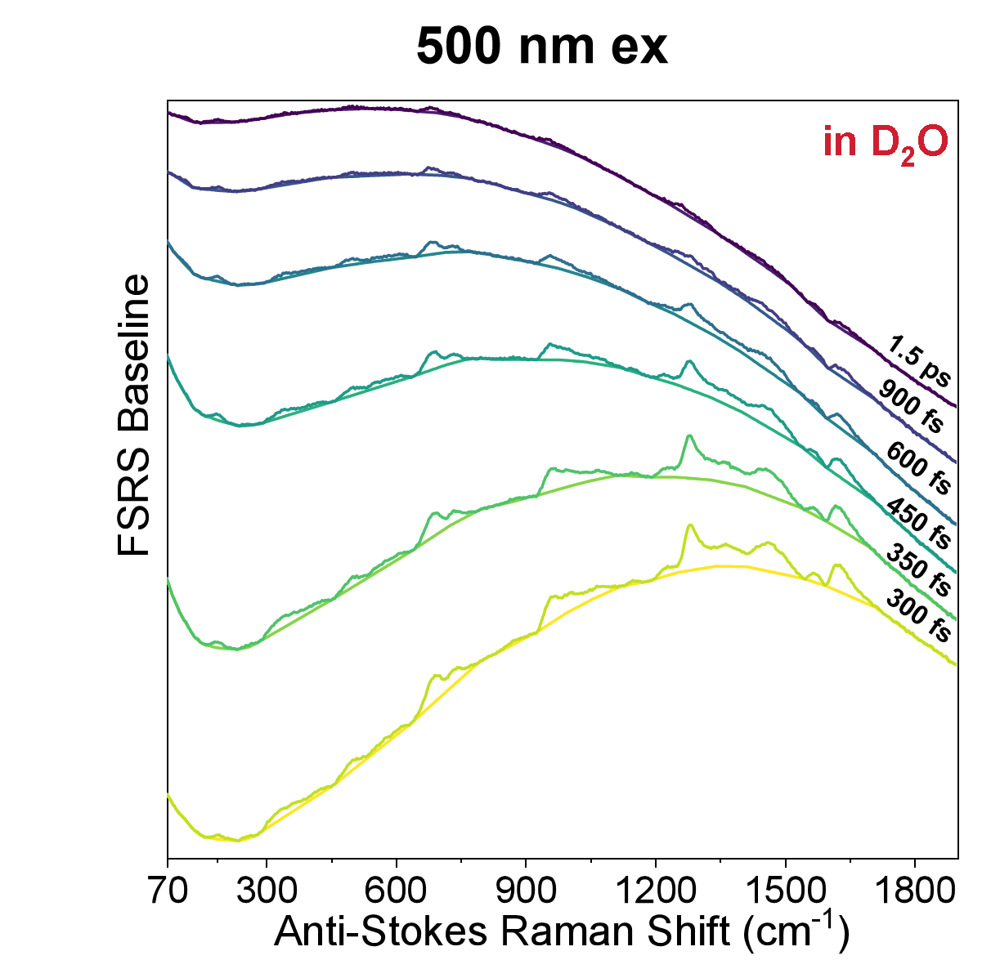 500 nm ex
in D₂O
FSRS Baseline
1.5 ps
900 fs
600 fs
450 fs
350 fs
300 fs
70 300 600 900 1200 1500 1800
Anti-Stokes Raman Shift (cm⁻¹)